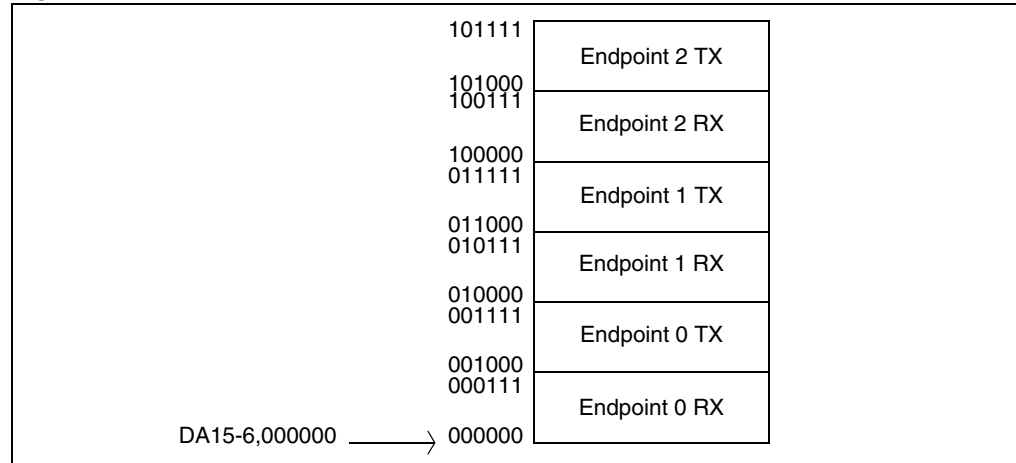 101111
Endpoint 2 TX
101000
100111
Endpoint 2 RX
100000
011111
Endpoint 1 TX
011000
010111
Endpoint 1 RX
010000
001111
Endpoint 0 TX
001000
000111
Endpoint 0 RX
DA15-6,000000 000000